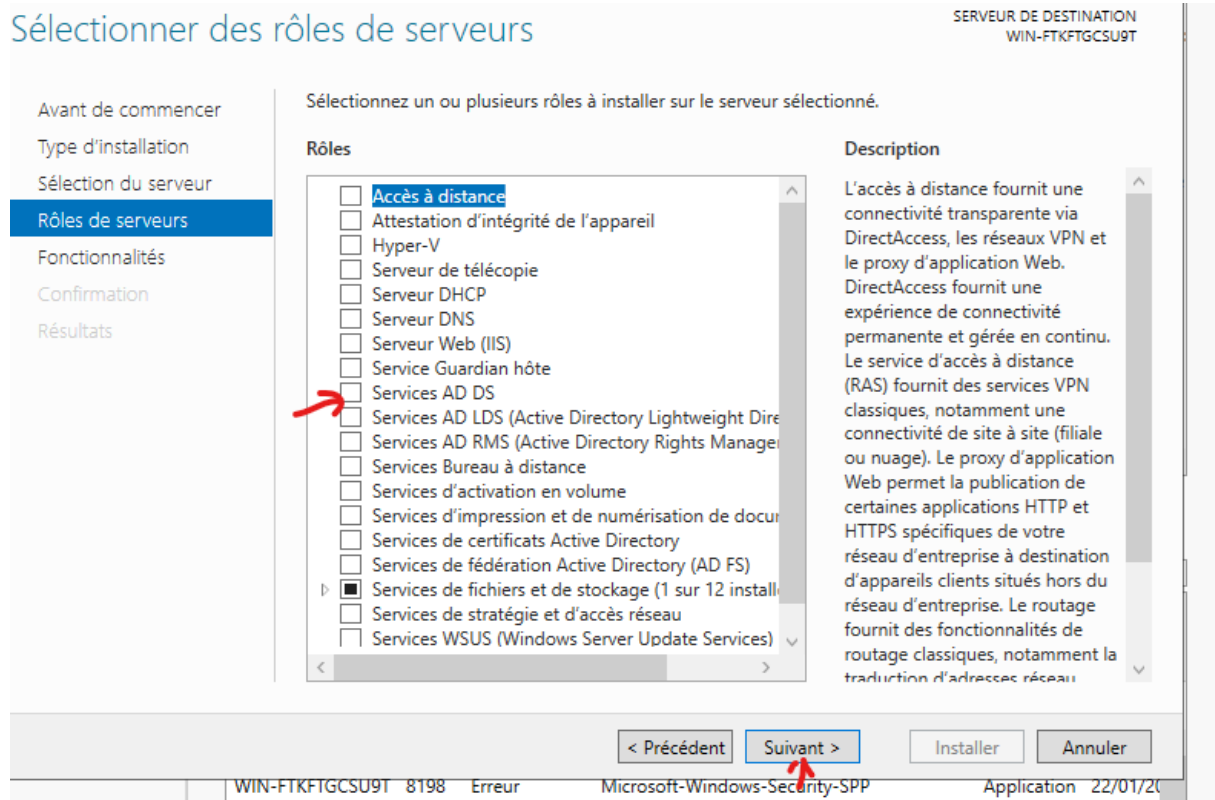 Sélectionner des rôles de serveurs
SERVEUR DE DESTINATION
WIN-FTKFTGCSU9T
Avant de commencer
Type d'installation
Sélection du serveur
Rôles de serveurs
Fonctionnalités
Confirmation
Résultats
Sélectionnez un ou plusieurs rôles à installer sur le serveur sélectionné.
Rôles
Accès à distance
Attestation d'intégrité de l'appareil
Hyper-V
Serveur de télécopie
Serveur DHCP
Serveur DNS
Serveur Web (IIS)
Service Guardian hôte
Services AD DS
Services AD LDS (Active Directory Lightweight Dire
Services AD RMS (Active Directory Rights Manager
Services Bureau à distance
Services d'activation en volume
Services d'impression et de numérisation de docur
Services de certificats Active Directory
Services de fédération Active Directory (AD FS)
Services de fichiers et de stockage (1 sur 12 install
Services de stratégie et d'accès réseau
Services WSUS (Windows Server Update Services)
Description
L'accès à distance fournit une
connectivité transparente via
DirectAccess, les réseaux VPN et
le proxy d'application Web.
DirectAccess fournit une
expérience de connectivité
permanente et gérée en continu.
Le service d'accès à distance
(RAS) fournit des services VPN
classiques, notamment une
connectivité de site à site (filiale
ou nuage). Le proxy d'application
Web permet la publication de
certaines applications HTTP et
HTTPS spécifiques de votre
réseau d'entreprise à destination
d'appareils clients situés hors du
réseau d'entreprise. Le routage
fournit des fonctionnalités de
routage classiques, notamment la
traduction d'adresses réseau
< Précédent
Suivant >
Installer
Annuler
WIN-FTKFTGCSU9T 8198 Erreur Microsoft-Windows-Security-SPP Application 22/01/20